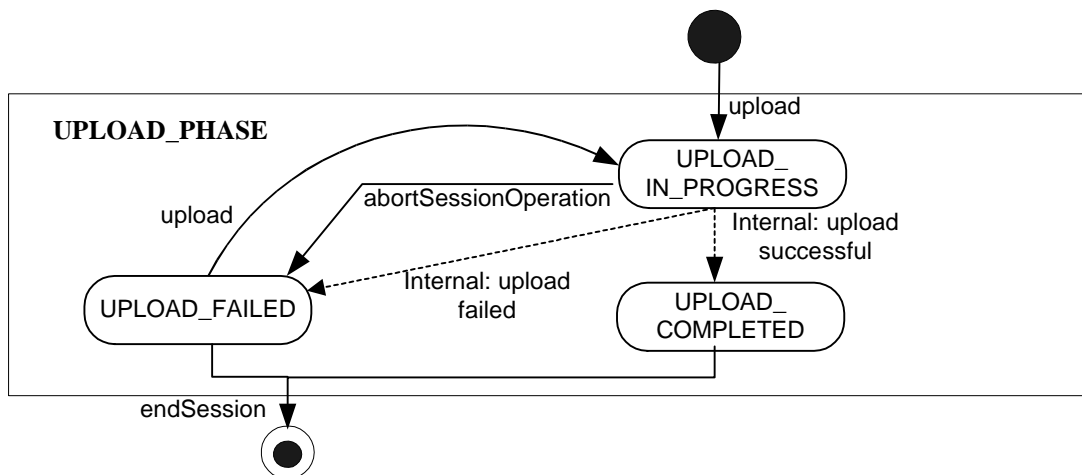 upload
UPLOAD_PHASE
UPLOAD_
IN_PROGRESS
abortSessionOperation
upload
Internal: upload
successful
Internal: upload
failed
UPLOAD_FAILED
UPLOAD_
COMPLETED
endSession